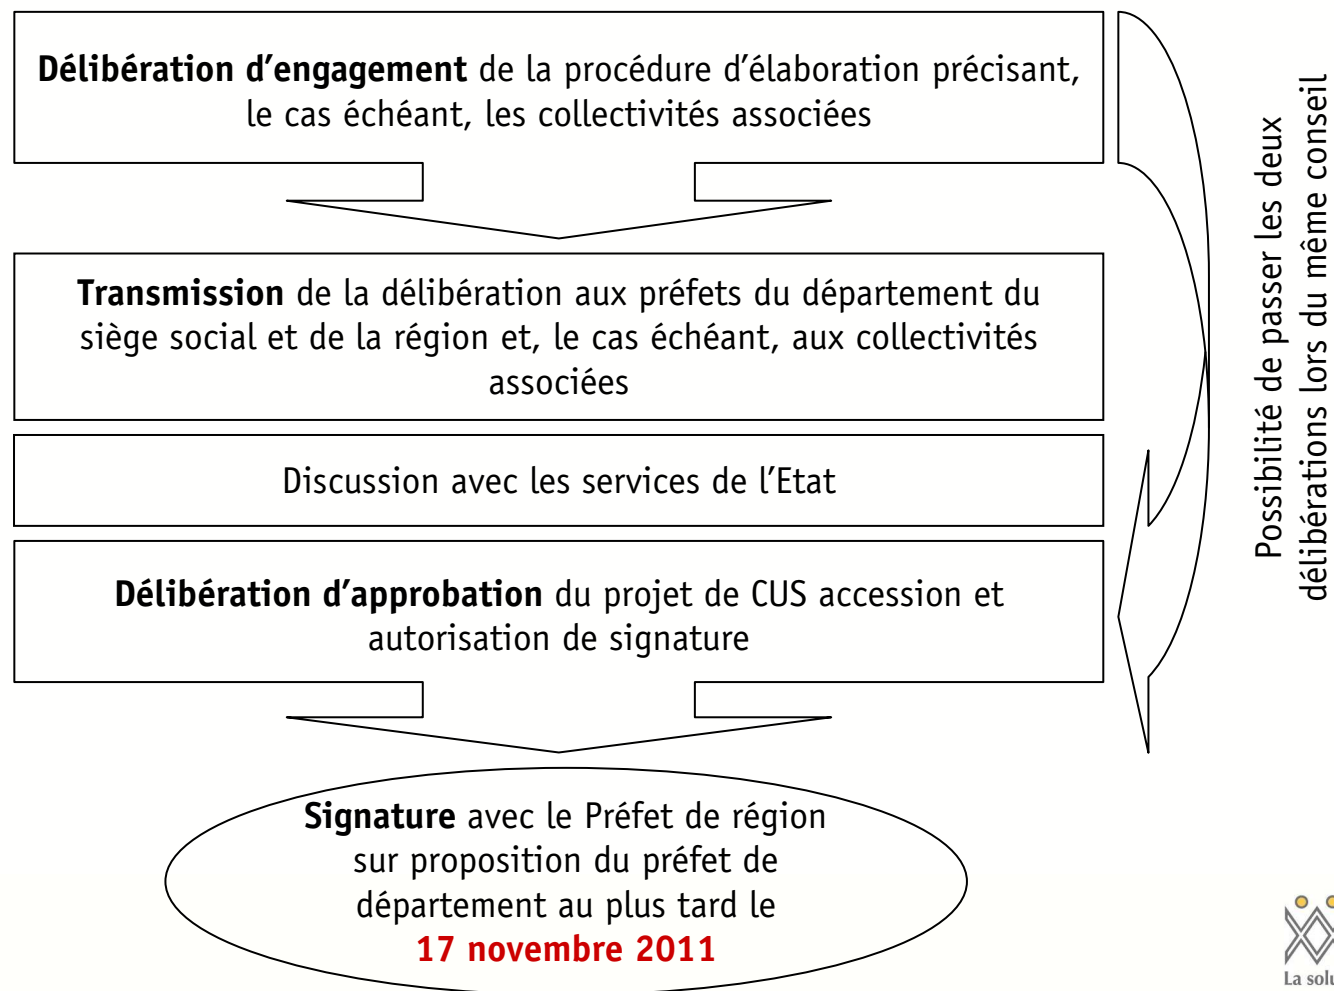 Délibération d’engagement de la procédure d’élaboration précisant,
le cas échéant, les collectivités associées
Transmission de la délibération aux préfets du département du
siège social et de la région et, le cas échéant, aux collectivités
associées
Discussion avec les services de l’Etat
Délibération d’approbation du projet de CUS accession et
autorisation de signature
Signature avec le Préfet de région
sur proposition du préfet de
département au plus tard le
17 novembre 2011
Possibilité de passer les deux
délibérations lors du même conseil
La solu